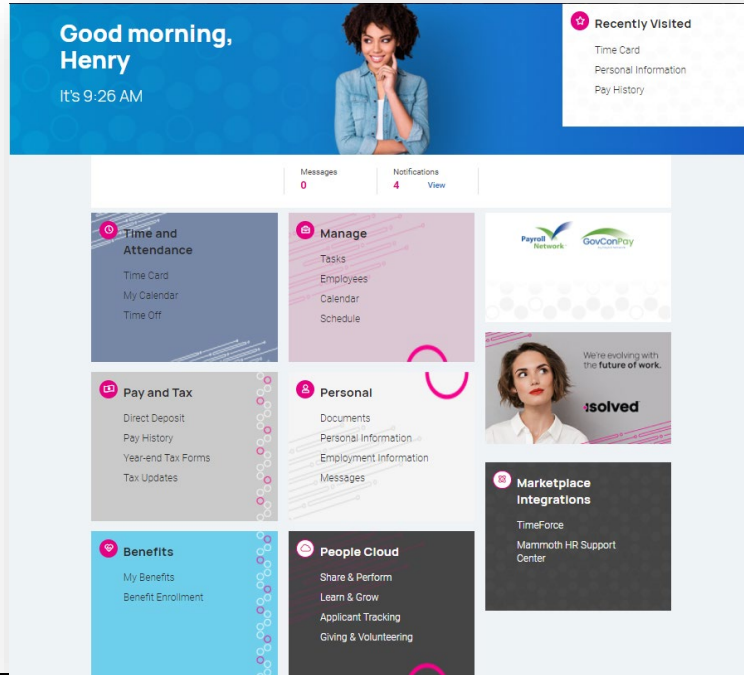 Good morning,
Henry
It's 9:26 AM
Recently Visited
Time Card
Personal Information
Pay History
Messages
0
Notifications
4 View
Time and
Attendance
Time Card
My Calendar
Time Off
Manage
Tasks
Employees
Calendar
Schedule
Payroll
Network
GovConPay
We're evolving with
the future of work.
isolved
Pay and Tax
Direct Deposit
Pay History
Year-end Tax Forms
Tax Updates
Personal
Documents
Personal Information
Employment Information
Messages
Marketplace
Integrations
TimeForce
Mammoth HR Support
Center
Benefits
My Benefits
Benefit Enrollment
People Cloud
Share & Perform
Learn & Grow
Applicant Tracking
Giving & Volunteering